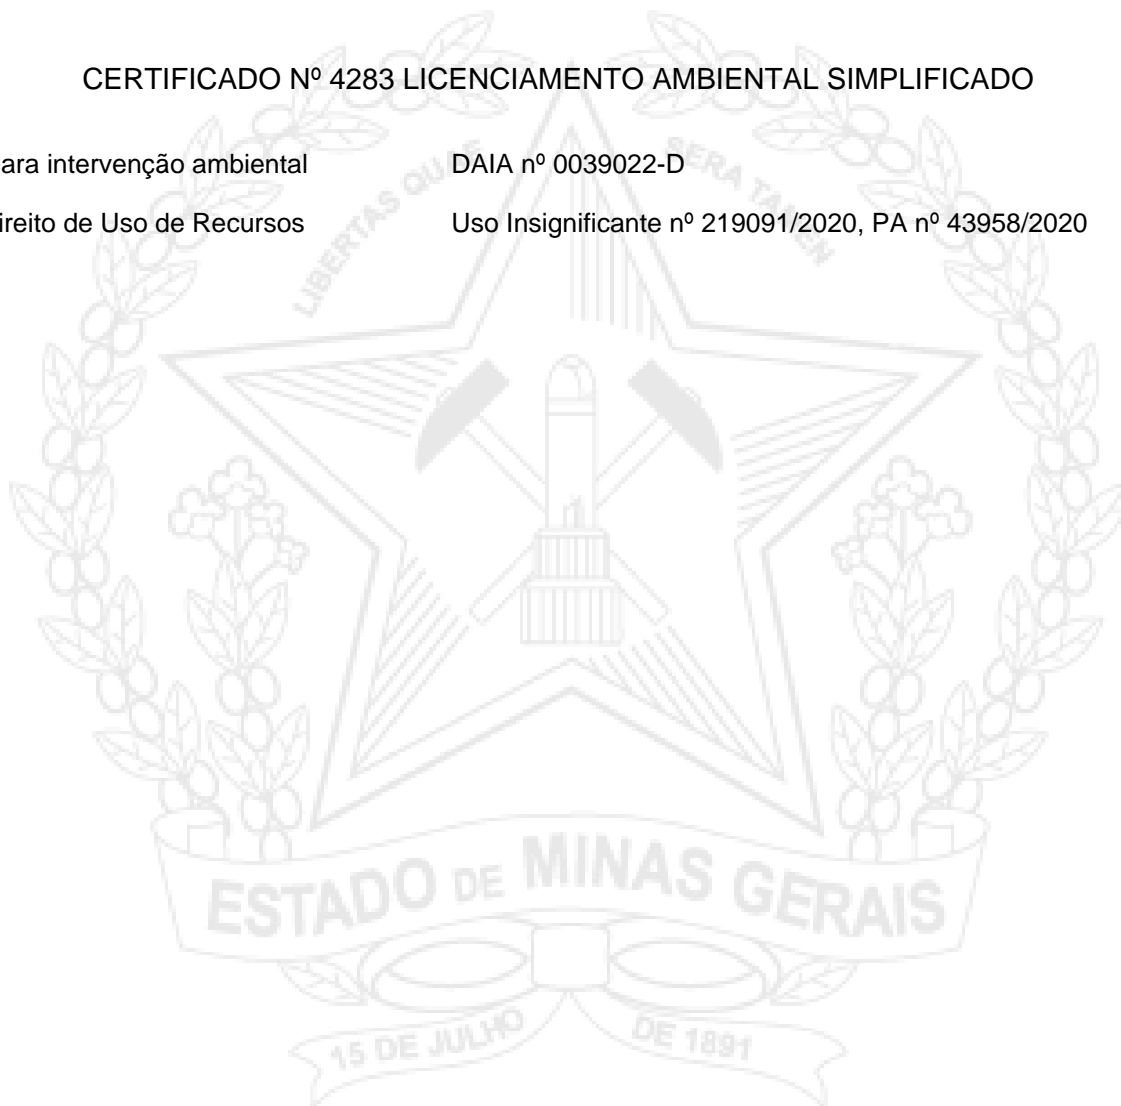 CERTIFICADO Nº 4283 LICENCIAMENTO AMBIENTAL SIMPLIFICADO
ara intervenção ambiental DAIA nº 0039022-D
ireito de Uso de Recursos Uso Insignificante nº 219091/2020, PA nº 43958/2020
LIBERTAS QUAE SERA TAMEN
ESTADO DE MINAS GERAIS
15 DE JULHO DE 1891